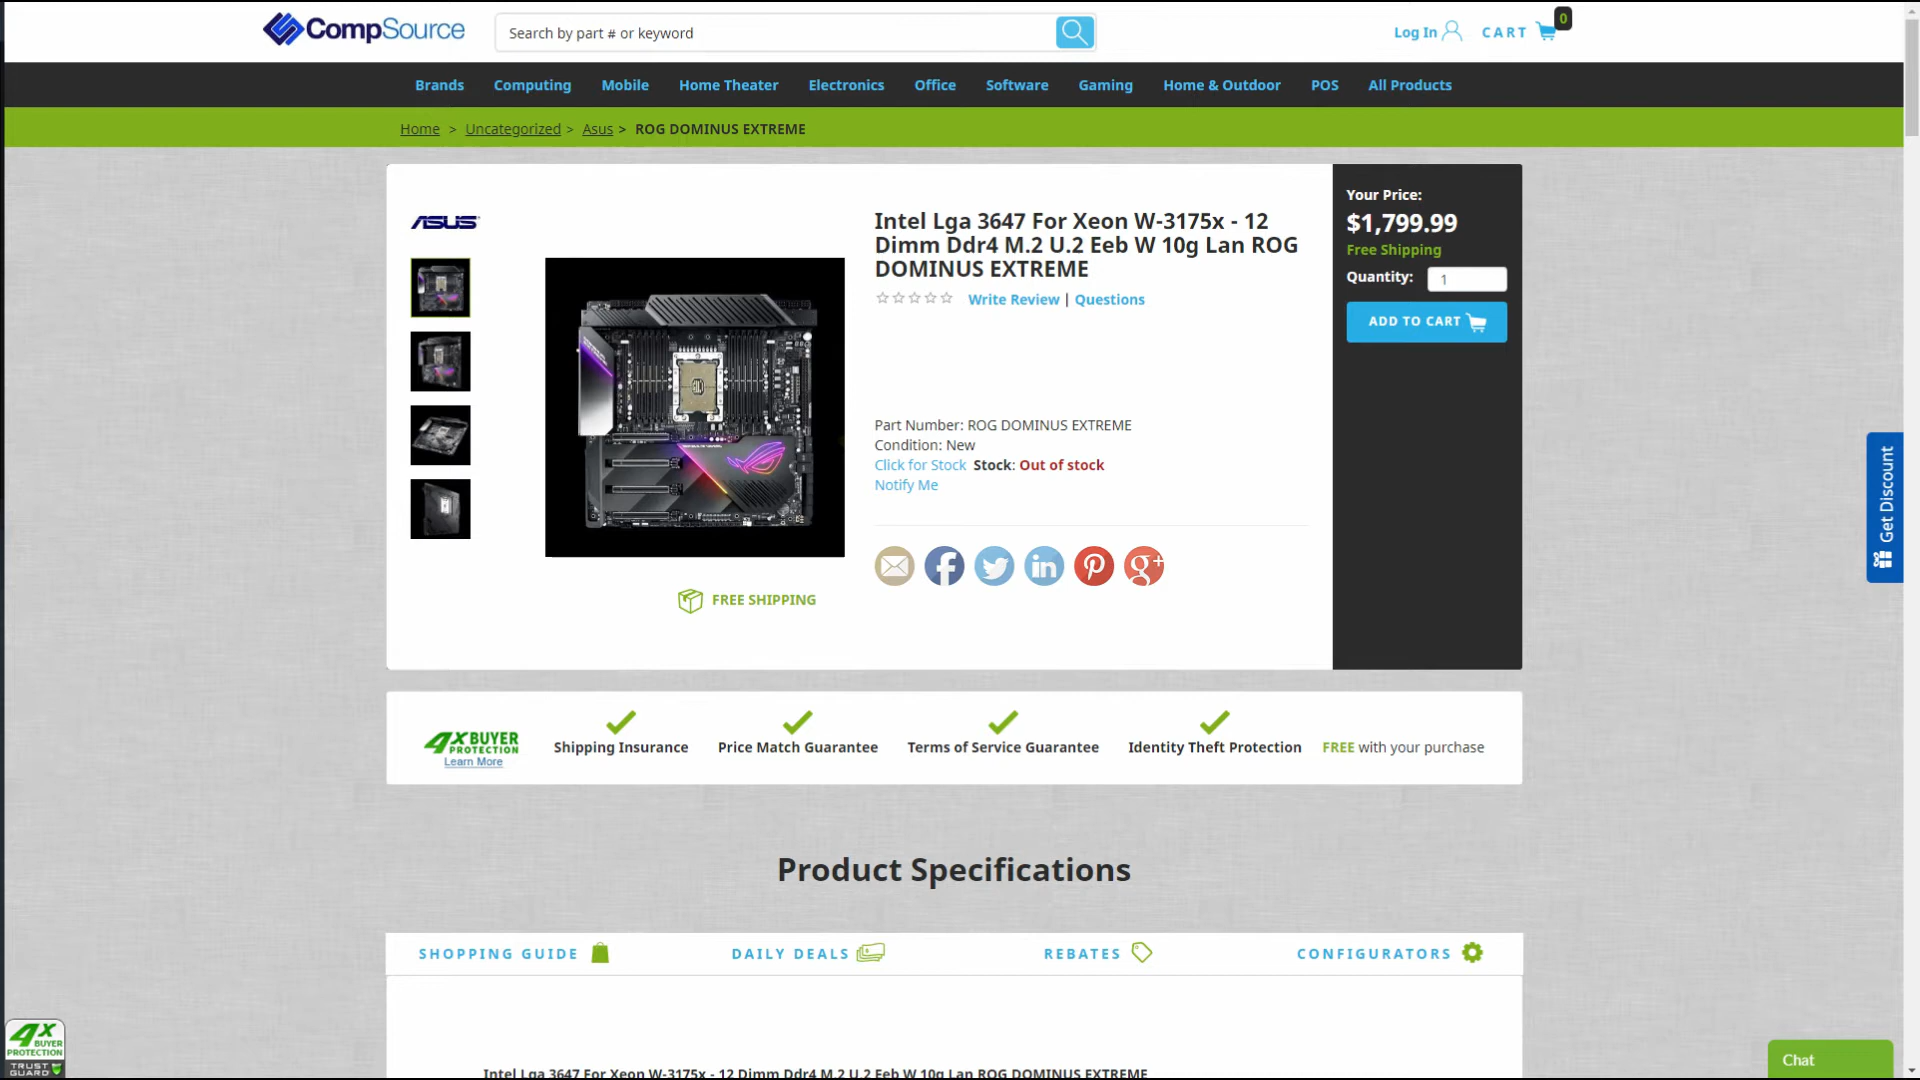 CompSource
Search by part # or keyword
Log In
CART
0
Brands
Computing
Mobile
Home Theater
Electronics
Office
Software
Gaming
Home & Outdoor
POS
All Products
Home > Uncategorized > Asus > ROG DOMINUS EXTREME
ASUS
Intel Lga 3647 For Xeon W-3175x - 12
Dimm Ddr4 M.2 U.2 Eeb W 10g Lan ROG
DOMINUS EXTREME
Write Review | Questions
Part Number: ROG DOMINUS EXTREME
Condition: New
Click for Stock Stock: Out of stock
Notify Me
FREE SHIPPING
Your Price:
$1,799.99
Free Shipping
Quantity: 1
ADD TO CART
Get Discount
4X BUYER
PROTECTION
Learn More
Shipping Insurance
Price Match Guarantee
Terms of Service Guarantee
Identity Theft Protection
FREE with your purchase
Product Specifications
SHOPPING GUIDE
DAILY DEALS
REBATES
CONFIGURATORS
Intel Lga 3647 For Xeon W-3175x - 12 Dimm Ddr4 M.2 U.2 Eeb W 10g Lan ROG DOMINUS EXTREME
4X
BUYER
PROTECTION
TRUST
GUARD
Chat